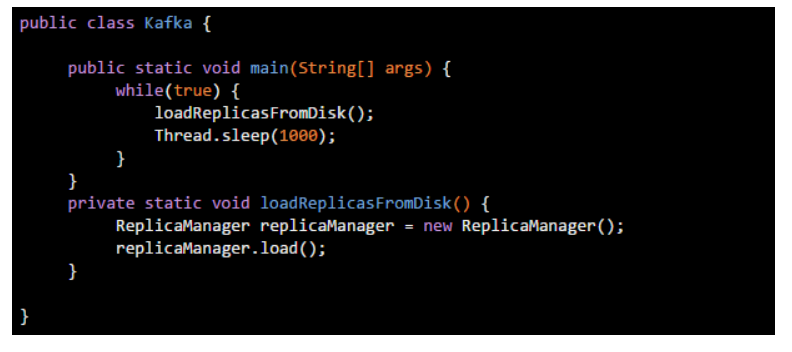 public class Kafka {
public static void main(String[] args) {
while(true) {
loadReplicasFromDisk();
Thread.sleep(1000);
}
}
private static void loadReplicasFromDisk() {
ReplicaManager replicaManager = new ReplicaManager();
replicaManager.load();
}
}